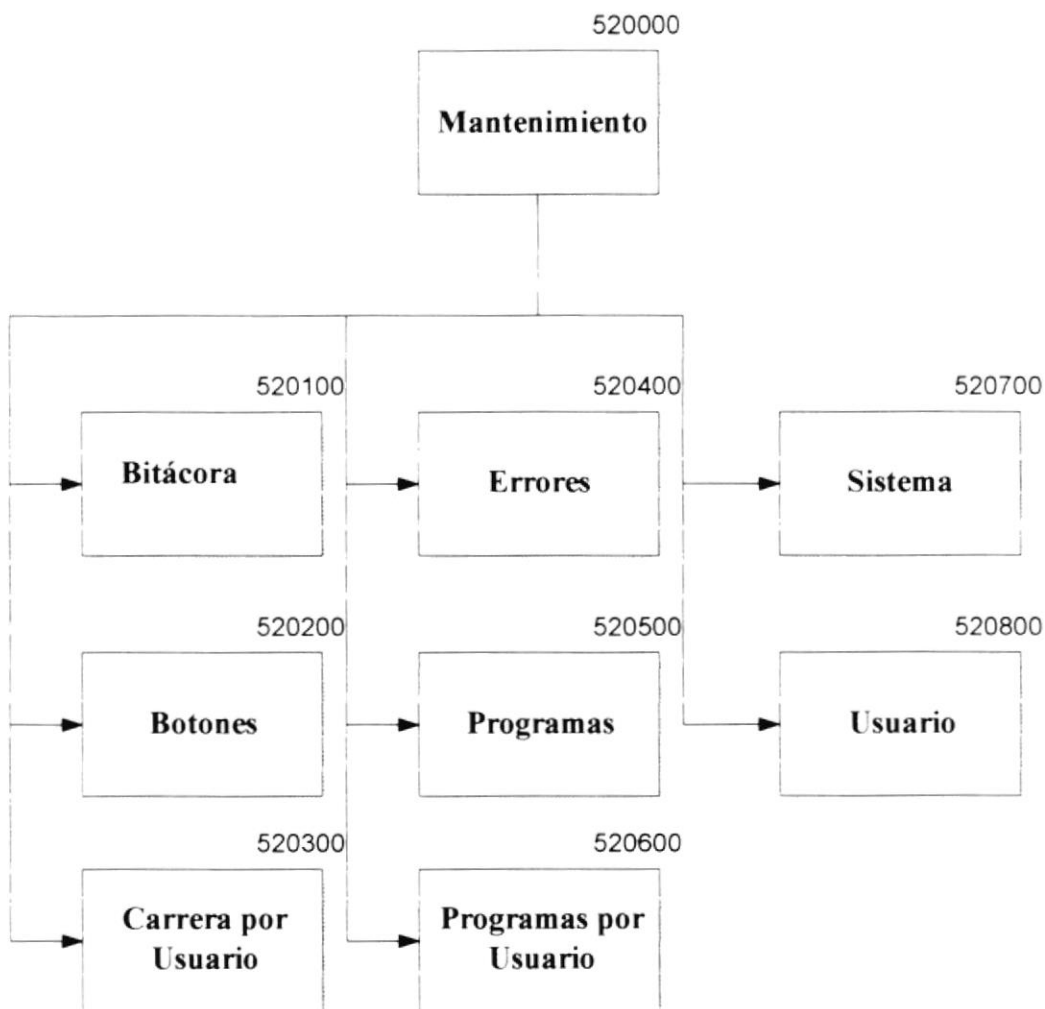 520000
Mantenimiento
520100
Bitácora
520400
Errores
520700
Sistema
520200
Botones
520500
Programas
520800
Usuario
520300
Carrera por
Usuario
520600
Programas por
Usuario